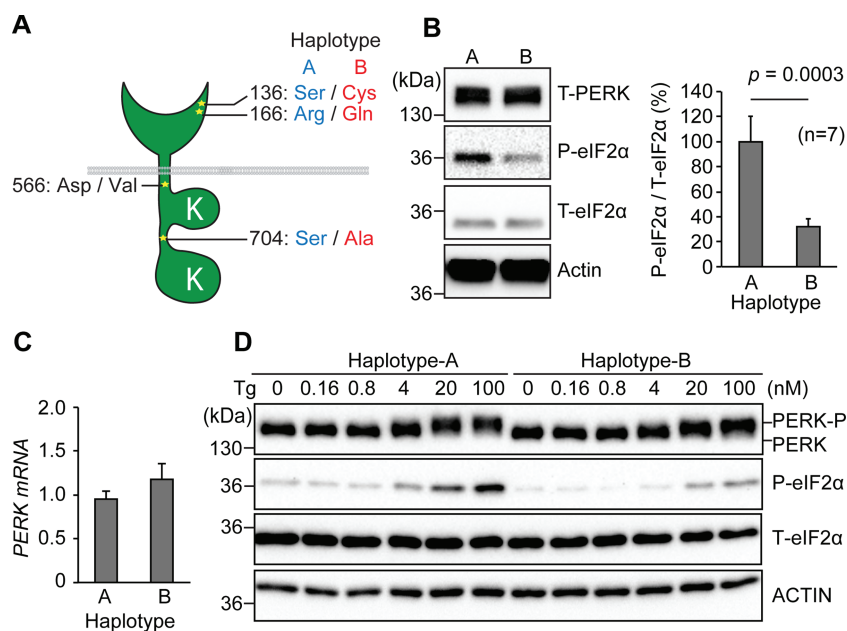 A
Haplotype
A B
136: Ser / Cys
166: Arg / Gln
566: Asp / Val
K
704: Ser / Ala
K
B
A B
(kDa)
T-PERK
130
P-eIF2α
36
T-eIF2α
36
Actin
36
p = 0.0003
(n=7)
P-eIF2α / T-eIF2α (%)
140
120
100
80
60
40
20
0
A B
Haplotype
C
PERK mRNA
2.0
1.5
1.0
0.5
0
A B
Haplotype
D
Haplotype-A Haplotype-B
Tg 0 0.16 0.8 4 20 100 0 0.16 0.8 4 20 100 (nM)
(kDa)
PERK-P
PERK
130
P-eIF2α
36
T-eIF2α
36
ACTIN
36